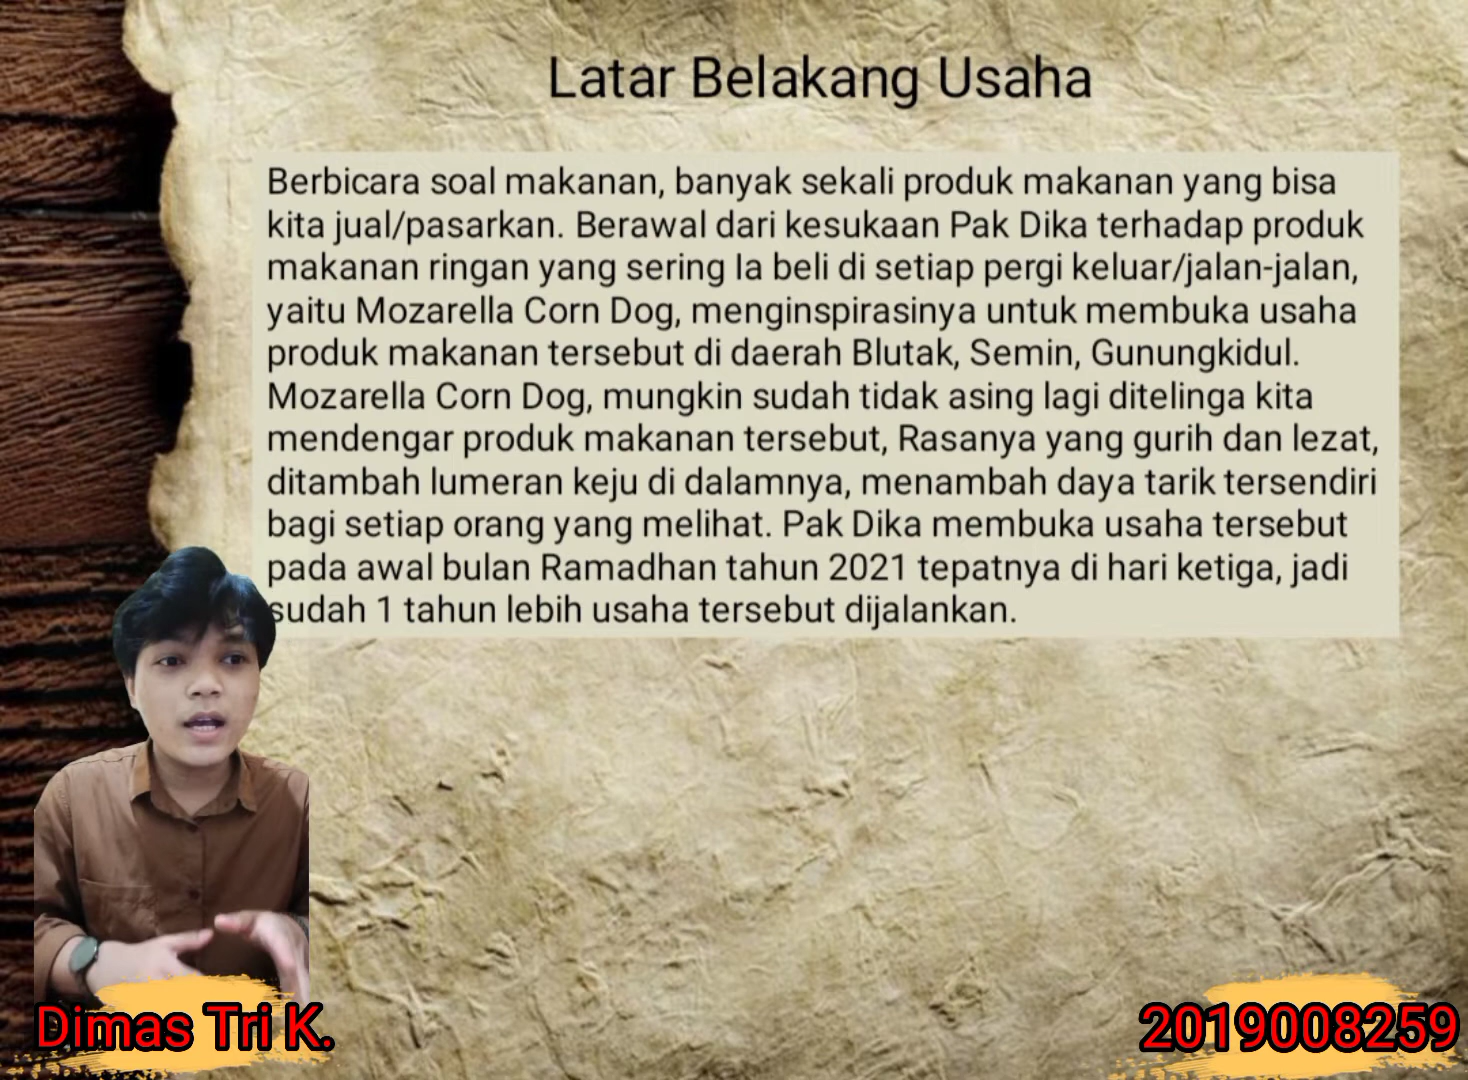 Latar Belakang Usaha
Berbicara soal makanan, banyak sekali produk makanan yang bisa
kita jual/pasarkan. Berawal dari kesukaan Pak Dika terhadap produk
makanan ringan yang sering Ia beli di setiap pergi keluar/jalan-jalan,
yaitu Mozarella Corn Dog, menginspirasinya untuk membuka usaha
produk makanan tersebut di daerah Blutak, Semin, Gunungkidul.
Mozarella Corn Dog, mungkin sudah tidak asing lagi ditelinga kita
mendengar produk makanan tersebut, Rasanya yang gurih dan lezat,
ditambah lumeran keju di dalamnya, menambah daya tarik tersendiri
bagi setiap orang yang melihat. Pak Dika membuka usaha tersebut
pada awal bulan Ramadhan tahun 2021 tepatnya di hari ketiga, jadi
sudah 1 tahun lebih usaha tersebut dijalankan.
Dimas Tri K.
2019008259